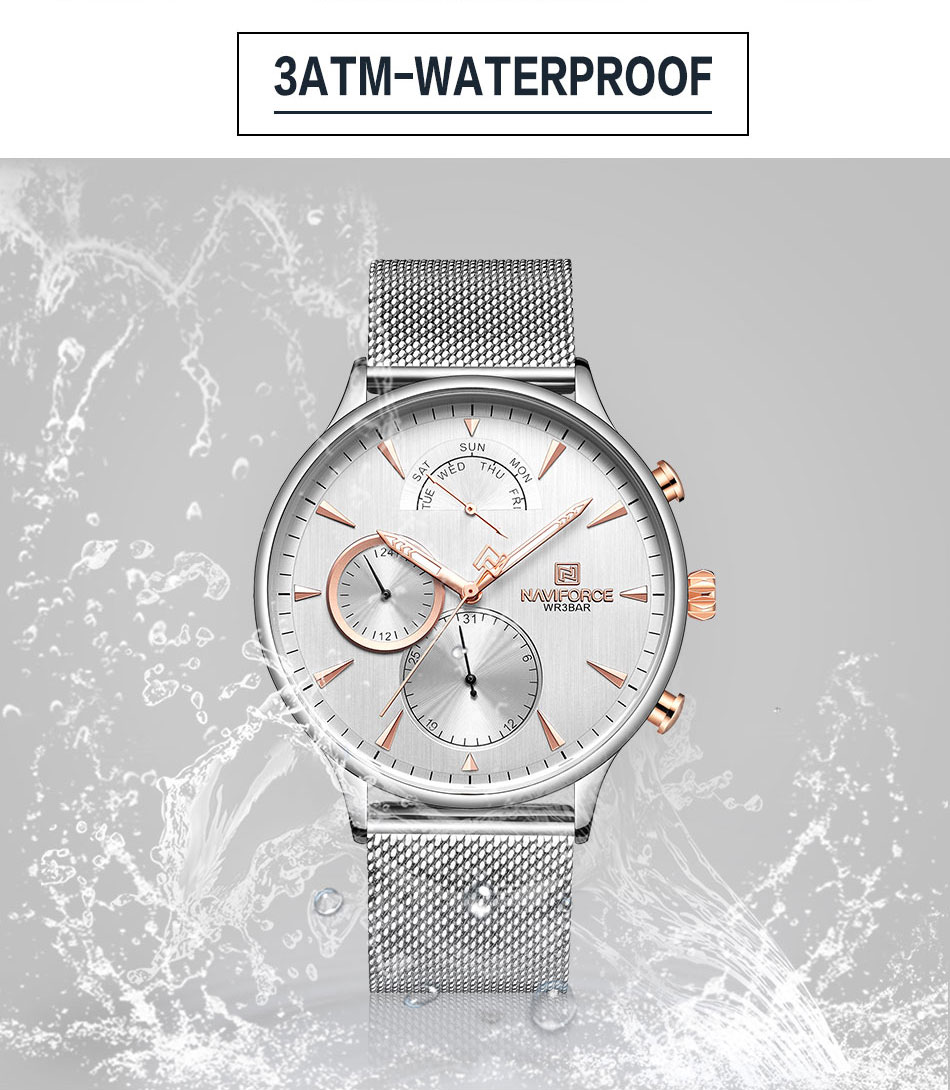 3ATM-WATERPROOF
SUN
SAT
MON
WED
THU
TUE
FRI
24
NAVIFORCE
WR3BAR
31
12
25
6
19
12